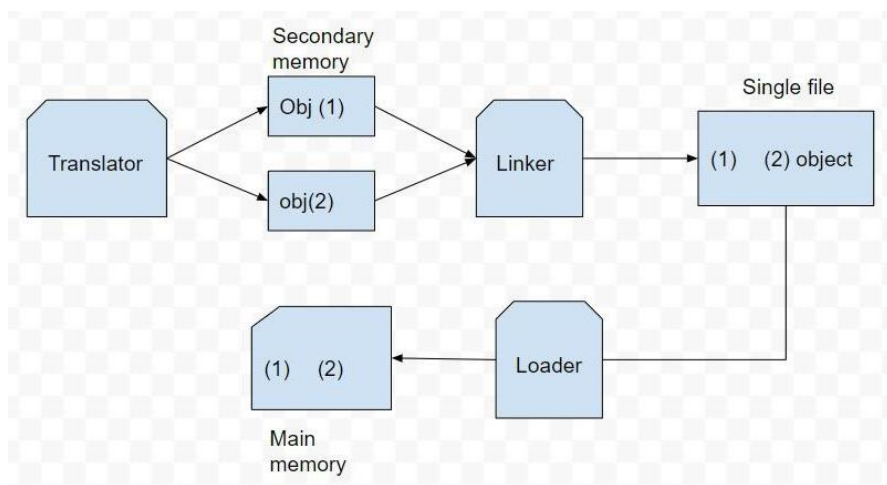 Secondary
memory
Single file
Translator
Obj (1)
obj(2)
Linker
(1) (2) object
(1) (2)
Loader
Main
memory